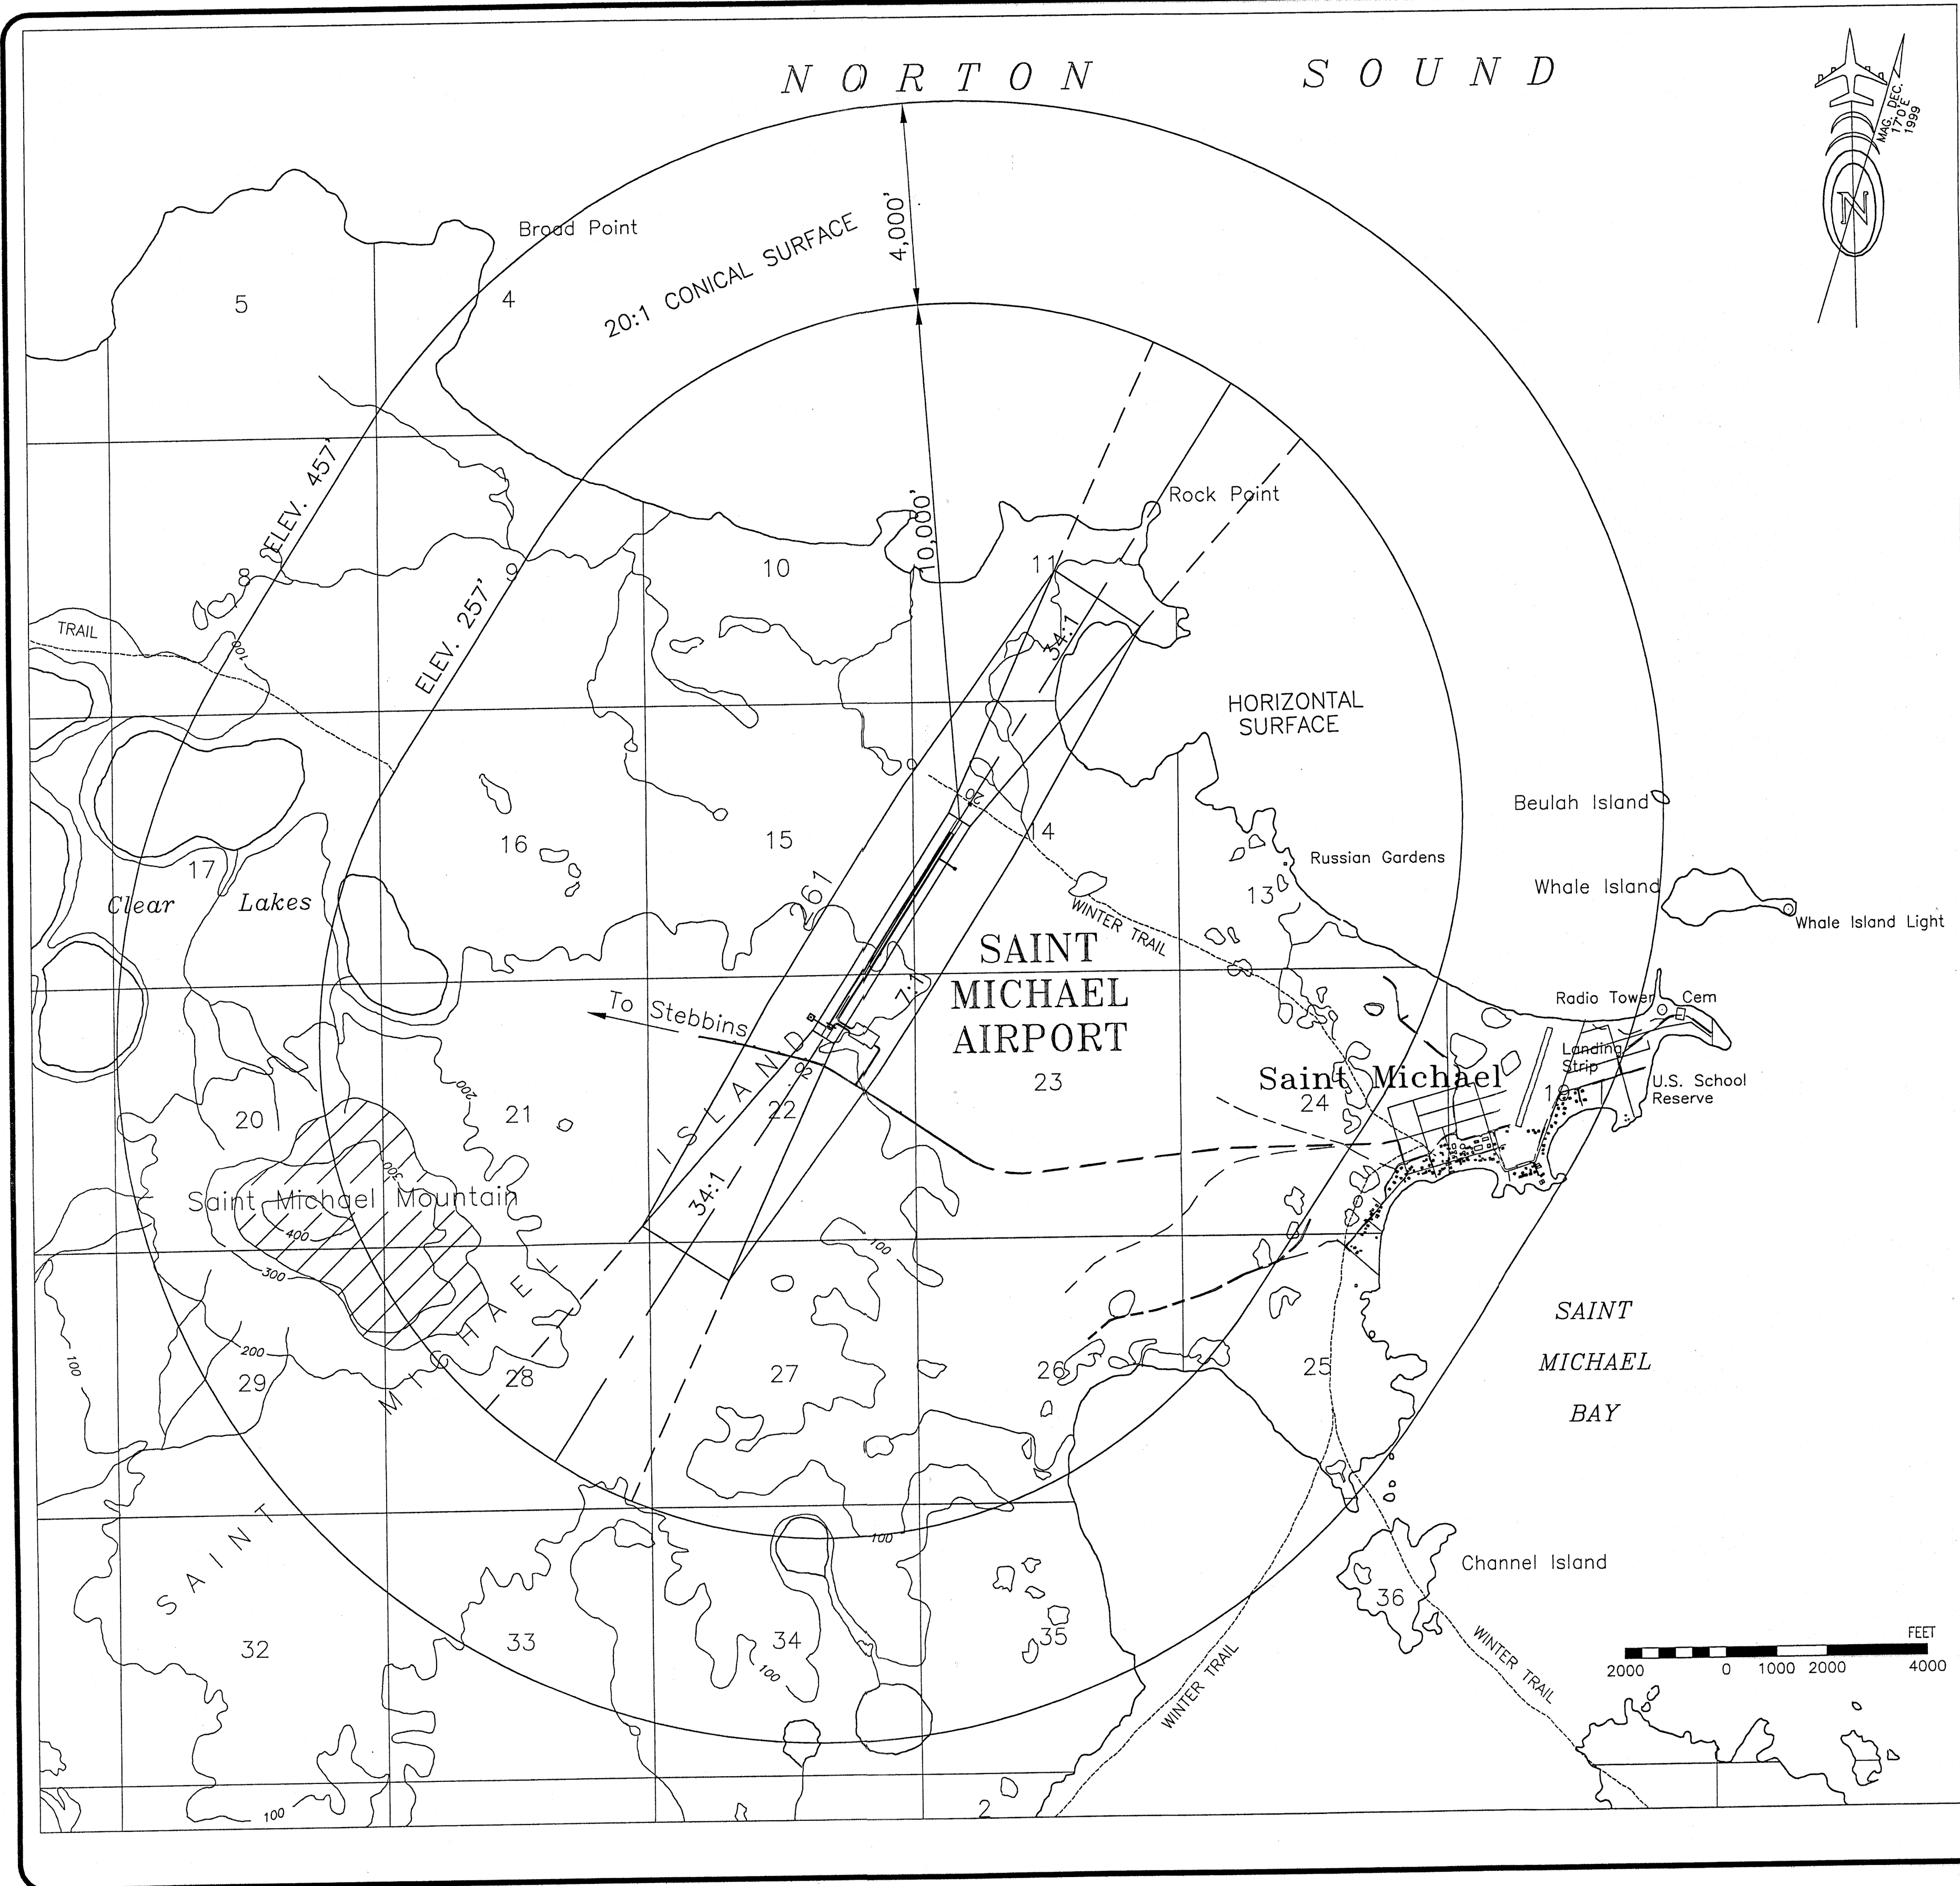 NORTON SOUND
MAG. DEC.
17°0'E
1999
N
Broad Point
20:1 CONICAL SURFACE
4,000'
5
4
ELEV. 457'
ELEV. 257'
10,000'
Rock Point
8
9
10
11
TRAIL
100
34:1
HORIZONTAL
SURFACE
20
Beulah Island
17
16
15
14
Russian Gardens
Whale Island
Whale Island Light
Clear Lakes
261
13
WINTER TRAIL
SAINT
MICHAEL
AIRPORT
7:1
To Stebbins
Radio Tower
Cem
Landing
Strip
U.S. School
Reserve
Saint Michael
200
20
21
22
23
24
19
300
Saint Michael Mountain
400
300
34:1
100
SAINT MICHAEL ISLAND
100
200
29
28
27
26
25
SAINT
MICHAEL
BAY
100
Channel Island
32
33
34
35
36
100
WINTER TRAIL
WINTER TRAIL
FEET
2000 0 1000 2000 4000
100
2